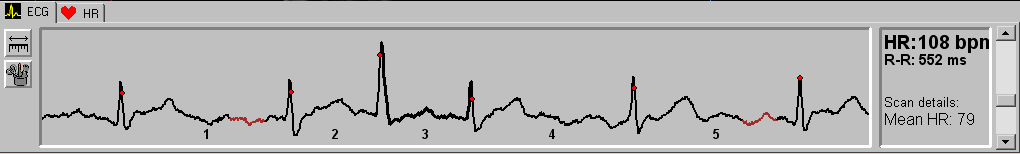 ECG HR
HR:108 bpm
R-R: 552 ms
Scan details:
Mean HR: 79
1 2 3 4 5